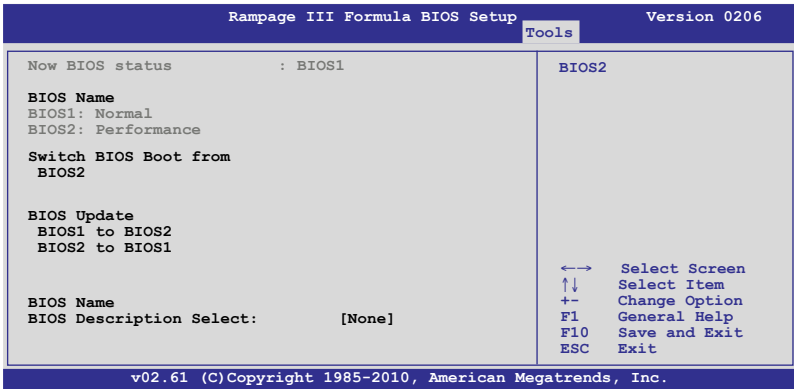 Rampage III Formula BIOS Setup Version 0206
Tools
Now BIOS status : BIOS1
BIOS Name
BIOS1: Normal
BIOS2: Performance
Switch BIOS Boot from
BIOS2
BIOS Update
BIOS1 to BIOS2
BIOS2 to BIOS1
BIOS Name
BIOS Description Select: [None]
BIOS2
←→ Select Screen
↑↓ Select Item
+- Change Option
F1 General Help
F10 Save and Exit
ESC Exit
v02.61 (C)Copyright 1985-2010, American Megatrends, Inc.